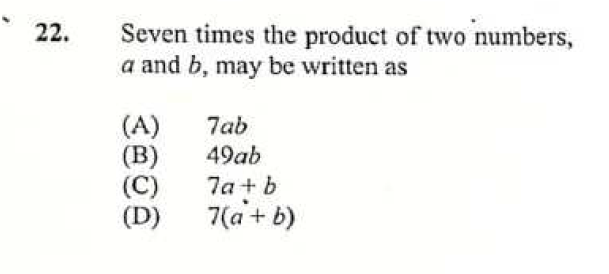 22. Seven times the product of two numbers,
a and b, may be written as
(A) 7ab
(B) 49ab
(C) 7a + b
(D) 7(a + b)